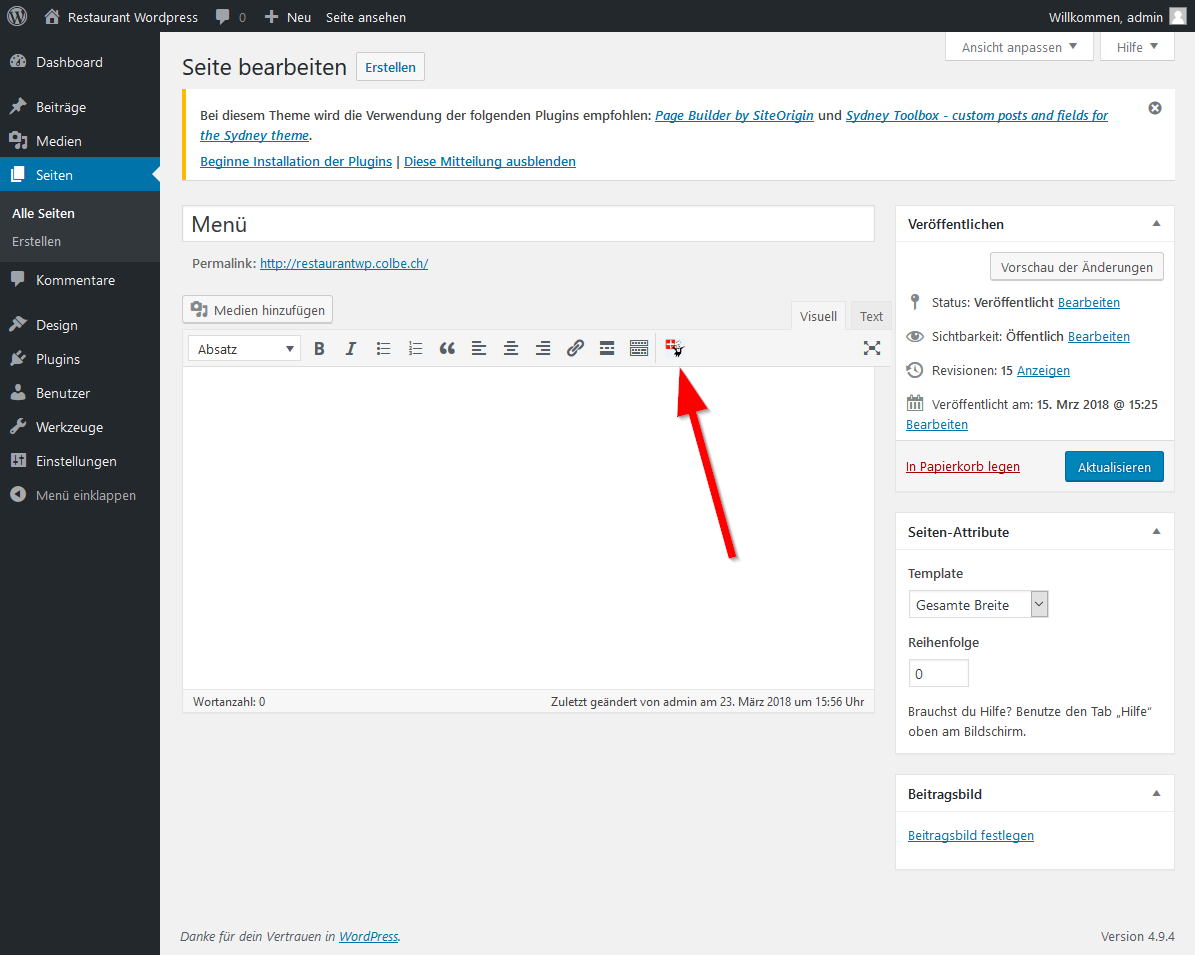 Restaurant Wordpress 0 Neu Seite ansehen Willkommen, admin
Dashboard
Beiträge
Medien
Seiten
Alle Seiten
Erstellen
Kommentare
Design
Plugins
Benutzer
Werkzeuge
Einstellungen
Menü einklappen
Ansicht anpassen Hilfe
Seite bearbeiten Erstellen
Bei diesem Theme wird die Verwendung der folgenden Plugins empfohlen: Page Builder by SiteOrigin und Sydney Toolbox - custom posts and fields for
the Sydney theme.
Beginne Installation der Plugins | Diese Mitteilung ausblenden
Menü
Permalink: http://restaurantwp.colbe.ch/
Medien hinzufügen
Visuell Text
Absatz B I
Wortanzahl: 0 Zuletzt geändert von admin am 23. März 2018 um 15:56 Uhr
Veröffentlichen
Vorschau der Änderungen
Status: Veröffentlicht Bearbeiten
Sichtbarkeit: Öffentlich Bearbeiten
Revisionen: 15 Anzeigen
Veröffentlicht am: 15. Mrz 2018 @ 15:25
Bearbeiten
In Papierkorb legen Aktualisieren
Seiten-Attribute
Template
Gesamte Breite
Reihenfolge
0
Brauchst du Hilfe? Benutze den Tab „Hilfe“
oben am Bildschirm.
Beitragsbild
Beitragsbild festlegen
Danke für dein Vertrauen in WordPress. Version 4.9.4